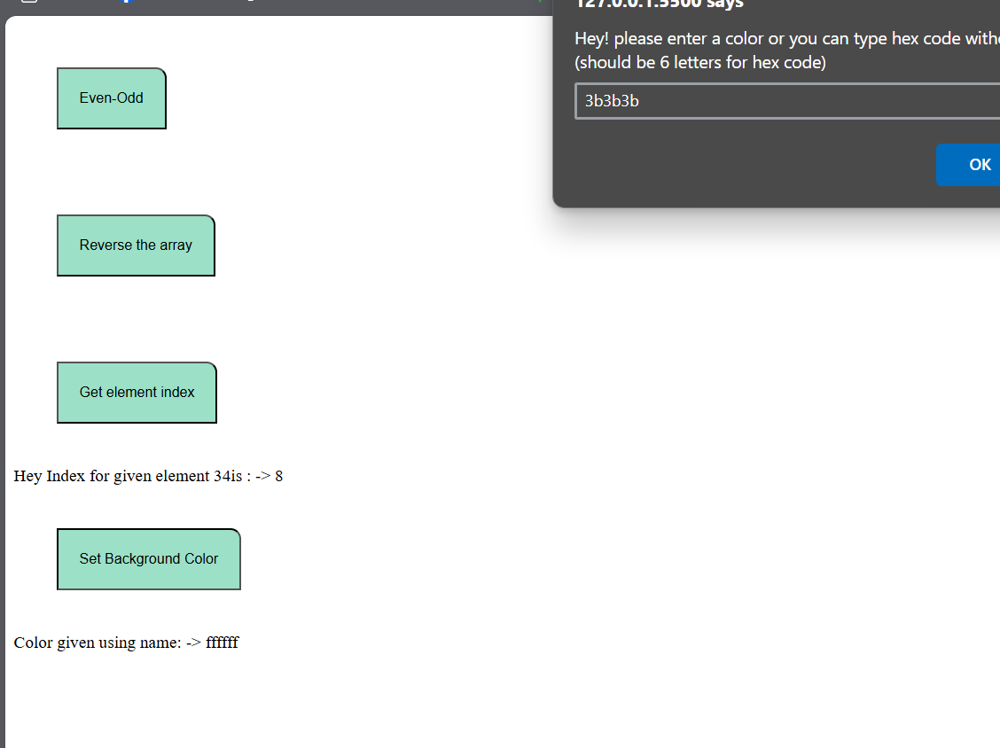 127.0.0.1:5500 says
Hey! please enter a color or you can type hex code
(should be 6 letters for hex code)
3b3b3b
OK
Even-Odd
Reverse the array
Get element index
Hey Index for given element 34is : -> 8
Set Background Color
Color given using name: -> ffffff